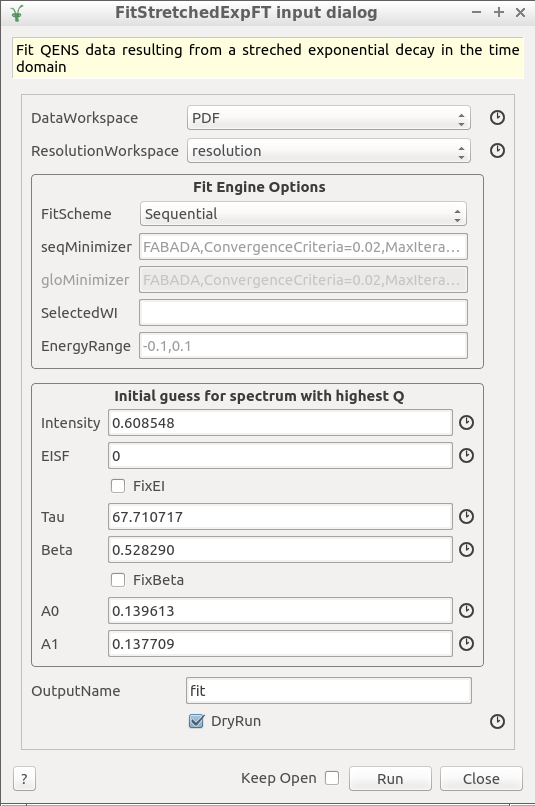 FitStretchedExpFT input dialog
Fit QENS data resulting from a streched exponential decay in the time
domain
DataWorkspace PDF
ResolutionWorkspace resolution
Fit Engine Options
FitScheme Sequential
seqMinimizer FABADA,ConvergenceCriteria=0.02,MaxItera...
gloMinimizer FABADA,ConvergenceCriteria=0.02,MaxItera...
SelectedWI
EnergyRange -0.1,0.1
Initial guess for spectrum with highest Q
Intensity 0.608548
EISF 0
FixEI
Tau 67.710717
Beta 0.528290
FixBeta
A0 0.139613
A1 0.137709
OutputName fit
DryRun
? Keep Open Run Close